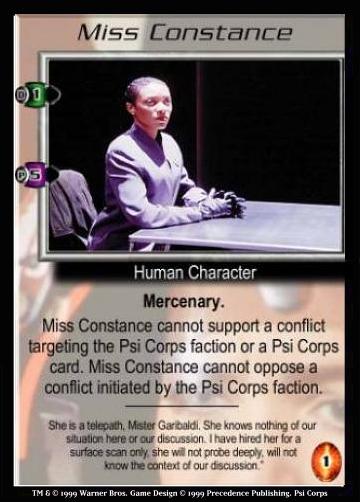 Miss Constance
D 1
P 5
Human Character
Mercenary.
Miss Constance cannot support a conflict
targeting the Psi Corps faction or a Psi Corps
card. Miss Constance cannot oppose a
conflict initiated by the Psi Corps faction.
She is a telepath, Mister Garibaldi. She knows nothing of our
situation here or our discussion. "I have hired her for a
surface scan only, she will not probe deeply, will not
know the context of our discussion."
1
TM & © 1999 Warner Bros. Game Design © 1999 Precedence Publishing. Psi Corps